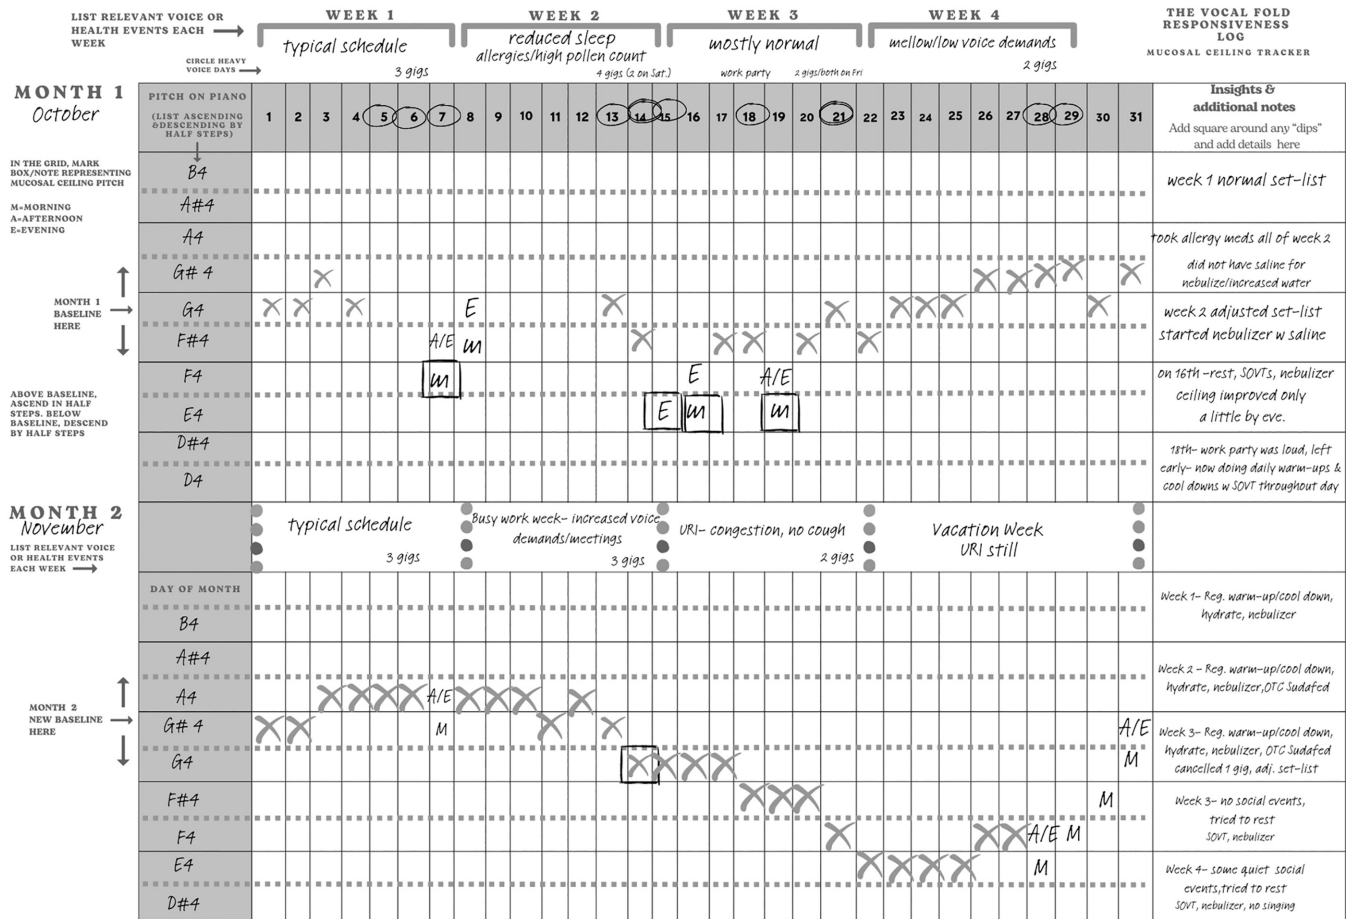 LIST RELEVANT VOICE OR
HEALTH EVENTS EACH
WEEK
WEEK 1
WEEK 2
WEEK 3
WEEK 4
typical schedule
3 gigs
reduced sleep
allergies/high pollen count
4 gigs (2 on Sat.)
mostly normal
work party
2 gigs/both on Fri
mellow/low voice demands
2 gigs
THE VOCAL FOLD
RESPONSIVENESS
LOG
MUCOSAL CEILING TRACKER
CIRCLE HEAVY
VOICE DAYS
MONTH 1
October
PITCH ON PIANO
(LIST ASCENDING
&DESCENDING BY
HALF STEPS)
1 2 3 4 5 6 7 8 9 10 11 12 13 14 15 16 17 18 19 20 21 22 23 24 25 26 27 28 29 30 31
Insights &
additional notes
Add square around any "dips"
and add details here
IN THE GRID, MARK
BOX/NOTE REPRESENTING
MUCOSAL CEILING PITCH
M=MORNING
A=AFTERNOON
E=EVENING
MONTH 1
BASELINE
HERE
ABOVE BASELINE,
ASCEND IN HALF
STEPS. BELOW
BASELINE, DESCEND
BY HALF STEPS
B4
A#4
A4
G# 4
G4
E
F#4
A/E
m
F4
m
E
A/E
E4
E
m
m
D#4
D4
week 1 normal set-list
took allergy meds all of week 2
did not have saline for
nebulize/increased water
week 2 adjusted set-list
started nebulizer w saline
on 16th -rest, SOVTs, nebulizer
ceiling improved only
a little by eve.
18th- work party was loud, left
early- now doing daily warm-ups &
cool downs w SOVT throughout day
MONTH 2
November
LIST RELEVANT VOICE
OR HEALTH EVENTS
EACH WEEK
typical schedule
3 gigs
Busy work week- increased voice
demands/meetings
3 gigs
URI- congestion, no cough
2 gigs
Vacation Week
URI still
DAY OF MONTH
B4
A#4
A4
A/E
G# 4
M
A/E
G4
M
F#4
M
F4
A/E
M
E4
M
D#4
MONTH 2
NEW BASELINE
HERE
Week 1- Reg. warm-up/cool down,
hydrate, nebulizer
Week 2 - Reg. warm-up/cool down,
hydrate, nebulizer,OTC Sudafed
Week 3- Reg. warm-up/cool down,
hydrate, nebulizer, OTC Sudafed
cancelled 1 gig, adj. set-list
Week 3- no social events,
tried to rest
SOVT, nebulizer
Week 4- some quiet social
events,tried to rest
SOVT, nebulizer, no singing